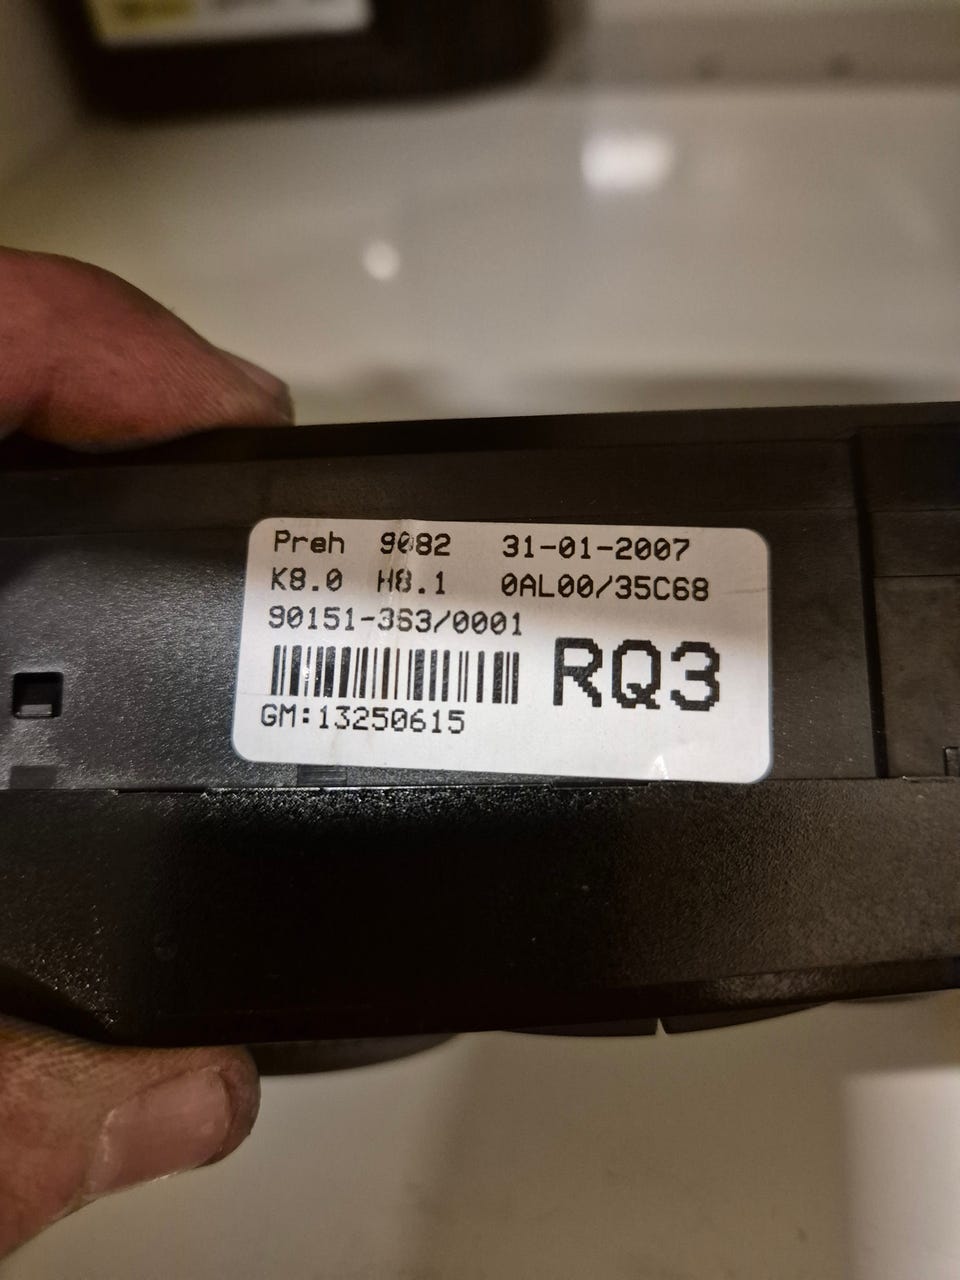 Preh 9082 31-01-2007
K8.0 H8.1 0AL00/35C68
90151-363/0001
RQ3
GM:13250615